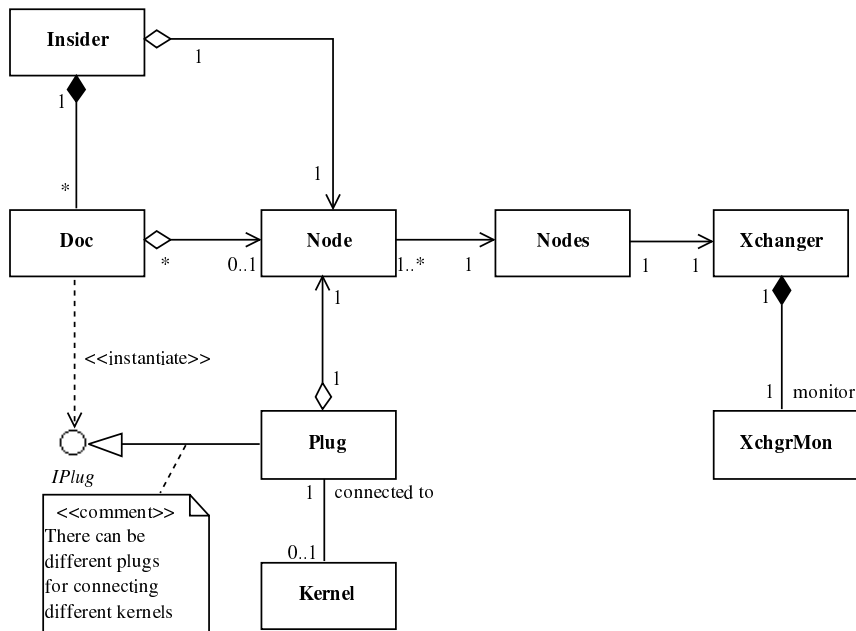 Insider
1
1
*
1
Doc
*
0..1
Node
1..*
1
Nodes
1
1
Xchanger
1
1
<<instantiate>>
1
1
monitor
IPlug
Plug
XchgrMon
1
connected to
<<comment>>
There can be
different plugs
for connecting
different kernels
0..1
Kernel